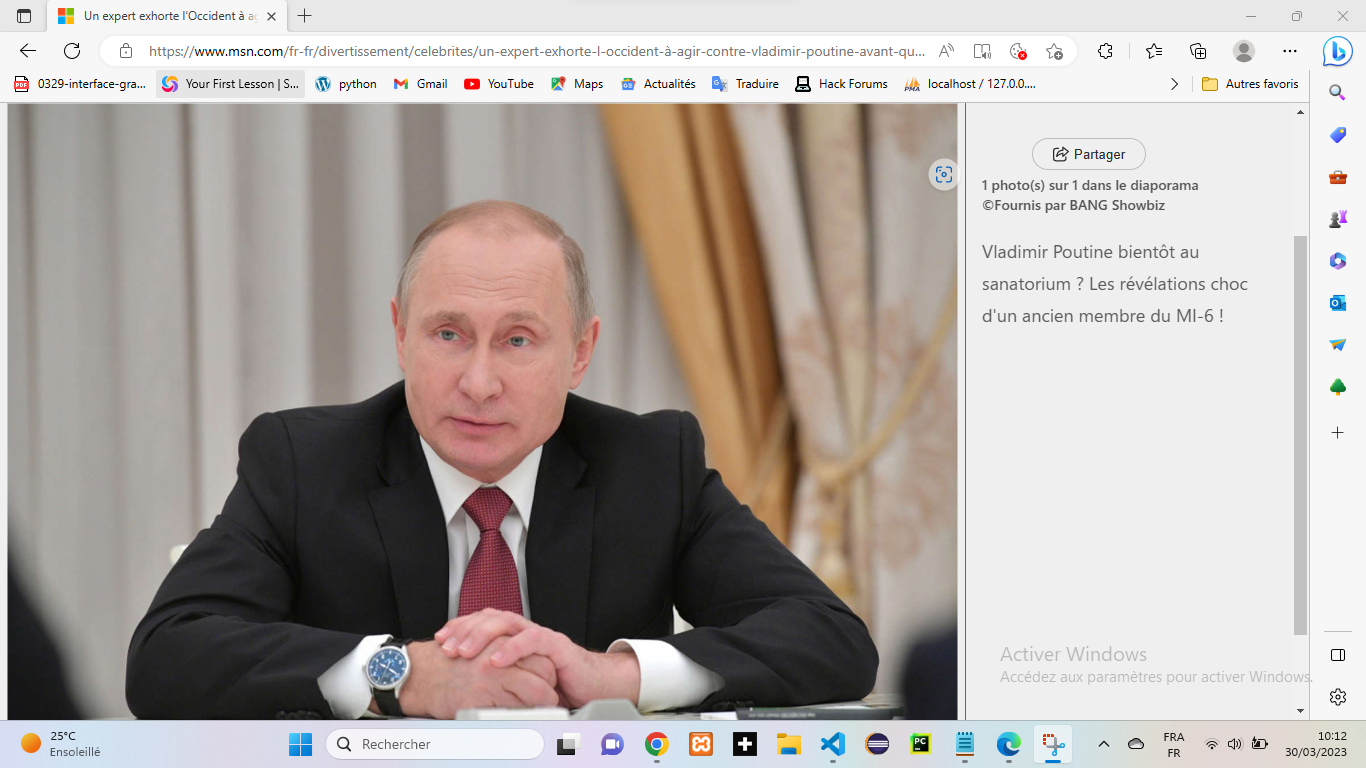 Un expert exhorte l'Occident à ag
https://www.msn.com/fr-fr/divertissement/celebrites/un-expert-exhorte-l-occident-à-agir-contre-vladimir-poutine-avant-qu...
0329-interface-gra...
Your First Lesson | S...
python
Gmail
YouTube
Maps
Actualités
Traduire
Hack Forums
localhost / 127.0.0....
Autres favoris
Partager
1 photo(s) sur 1 dans le diaporama
©Fournis par BANG Showbiz
Vladimir Poutine bientôt au
sanatorium ? Les révélations choc
d'un ancien membre du MI-6 !
Activer Windows
Accédez aux paramètres pour activer Windows.
25°C
Ensoleillé
Rechercher
FRA
FR
10:12
30/03/2023